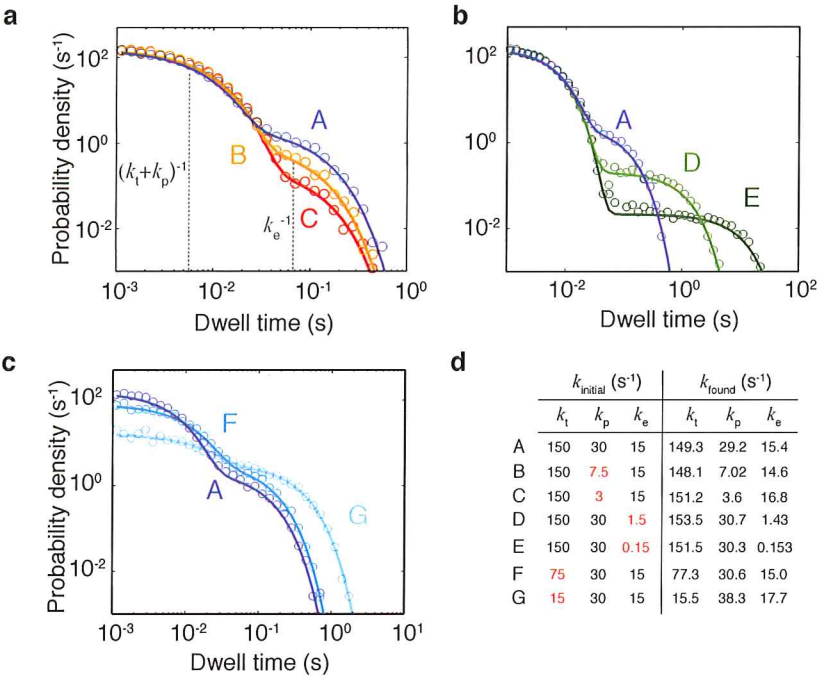 a
Probability density (s⁻¹)
10²
10⁰
10⁻²
(kt+kp)⁻¹
ke⁻¹
A
B
C
10⁻³ 10⁻² 10⁻¹ 10⁰
Dwell time (s)
b
Probability density (s⁻¹)
10²
10⁰
10⁻²
A
D
E
10⁻² 10⁰ 10²
Dwell time (s)
c
Probability density (s⁻¹)
10²
10⁰
10⁻²
F
A
G
10⁻³ 10⁻² 10⁻¹ 10⁰ 10¹
Dwell time (s)
d
kinitial (s⁻¹) kfound (s⁻¹)
kt kp ke kt kp ke
A 150 30 15 149.3 29.2 15.4
B 150 7.5 15 148.1 7.02 14.6
C 150 3 15 151.2 3.6 16.8
D 150 30 1.5 153.5 30.7 1.43
E 150 30 0.15 151.5 30.3 0.153
F 75 30 15 77.3 30.6 15.0
G 15 30 15 15.5 38.3 17.7